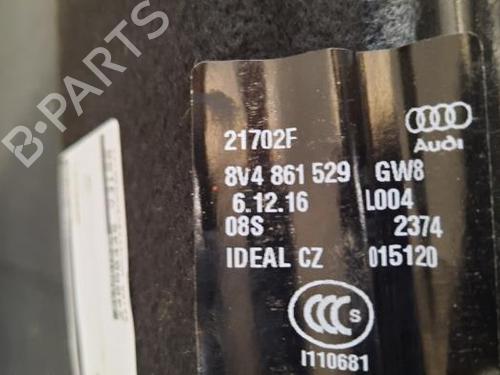 B-PARTS
21702F
Audi
8V4 861 529 GW8
6.12.16 L004
08S 2374
IDEAL CZ 015120
CCC S
I110681